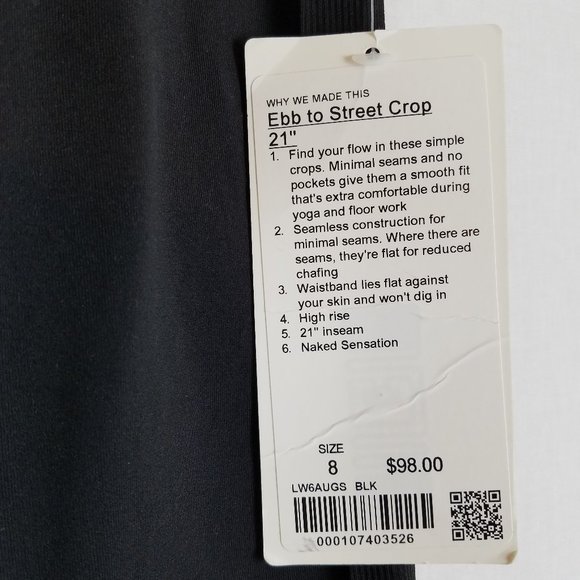 WHY WE MADE THIS
Ebb to Street Crop
21"
1. Find your flow in these simple
crops. Minimal seams and no
pockets give them a smooth fit
that's extra comfortable during
yoga and floor work
2. Seamless construction for
minimal seams. Where there are
seams, they're flat for reduced
chafing
3. Waistband lies flat against
your skin and won't dig in
4. High rise
5. 21" inseam
6. Naked Sensation
SIZE
8 $98.00
LW6AUGS BLK
000107403526